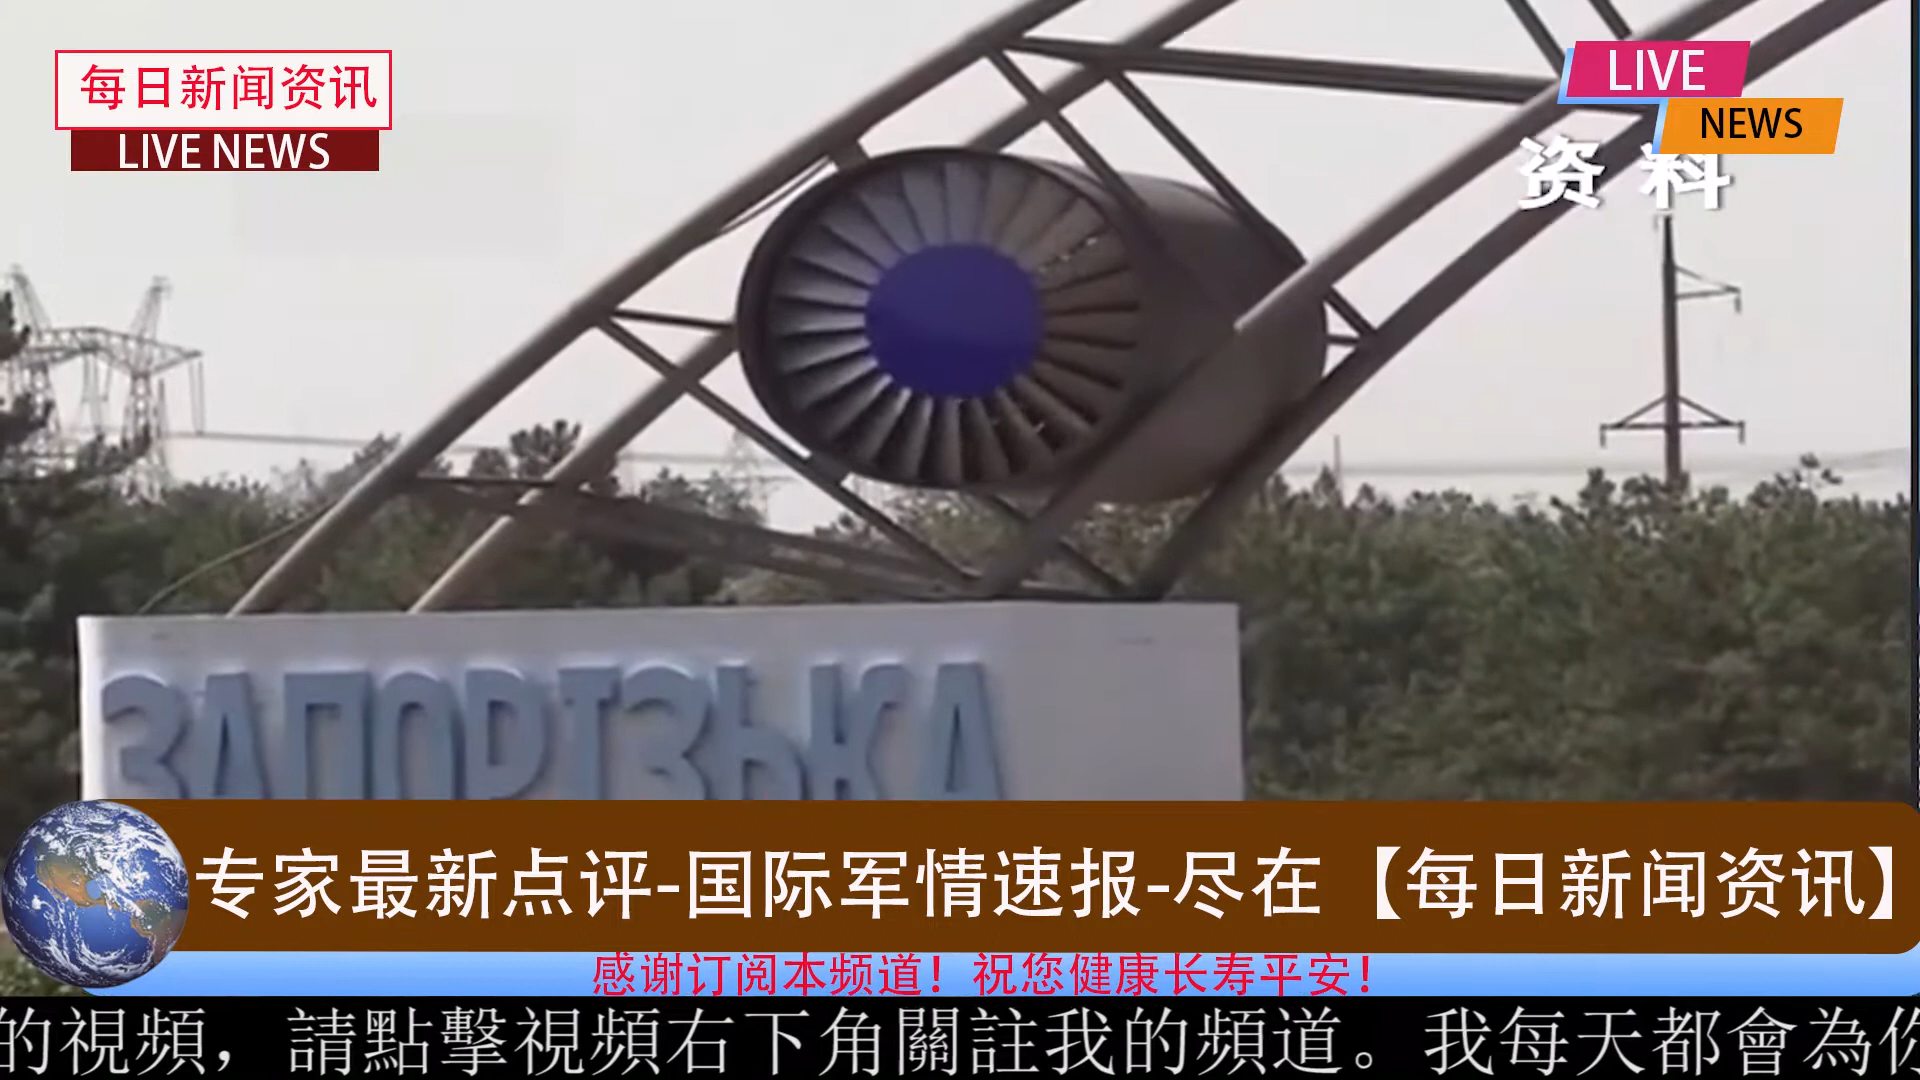 每日新闻资讯
LIVE NEWS
LIVE
NEWS
资 料
ЗАПОРТЗЬКА
专家最新点评-国际军情速报-尽在【每日新闻资讯】
感谢订阅本频道！祝您健康长寿平安！
的視頻，請點擊視頻右下角關註我的頻道。我每天都會為你